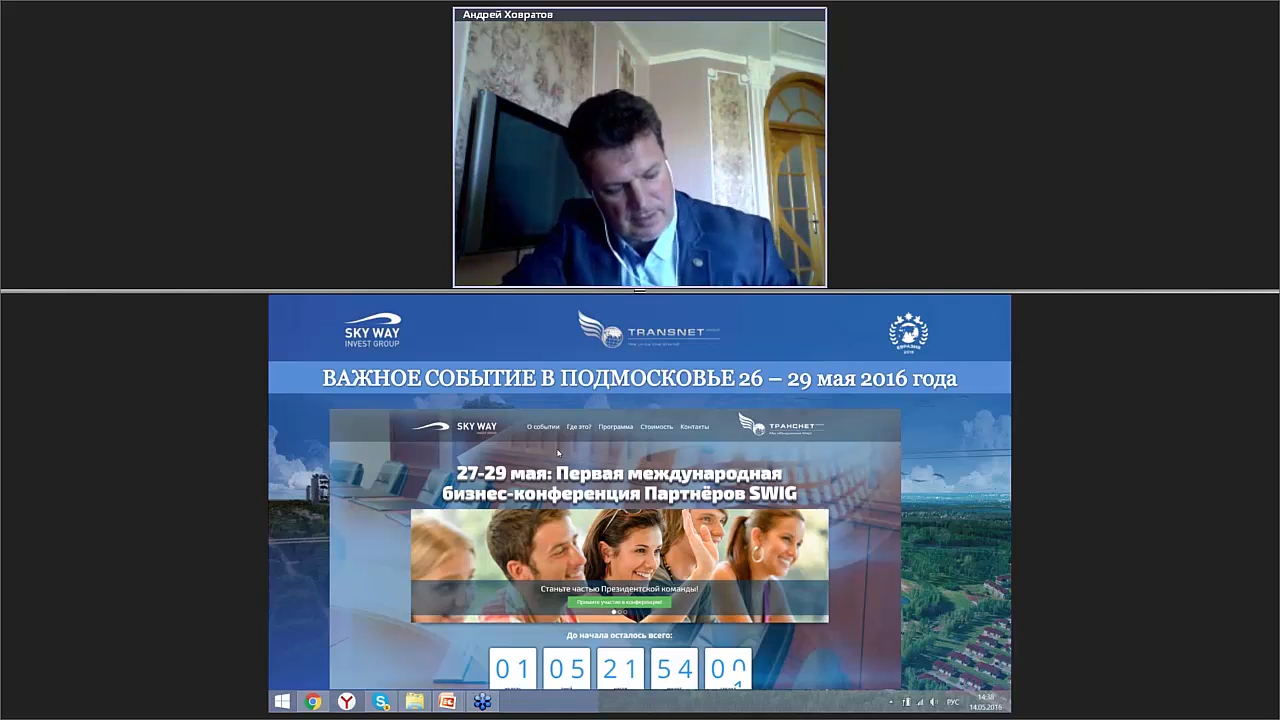 Андрей Ховратов
SKY WAY
INVEST GROUP
TRANSNET
ЕВРАЗИЯ
ВАЖНОЕ СОБЫТИЕ В ПОДМОСКОВЬЕ 26 – 29 мая 2016 года
SKY WAY
О событии Где это? Программа Стоимость Контакты
ТРАНСНЕТ
27-29 мая: Первая международная
бизнес-конференция Партнёров SWIG
Станьте частью Президентской команды!
Примите участие в конференции!
До начала осталось всего:
01 05 21 54
РУС
14:38
14.05.2016